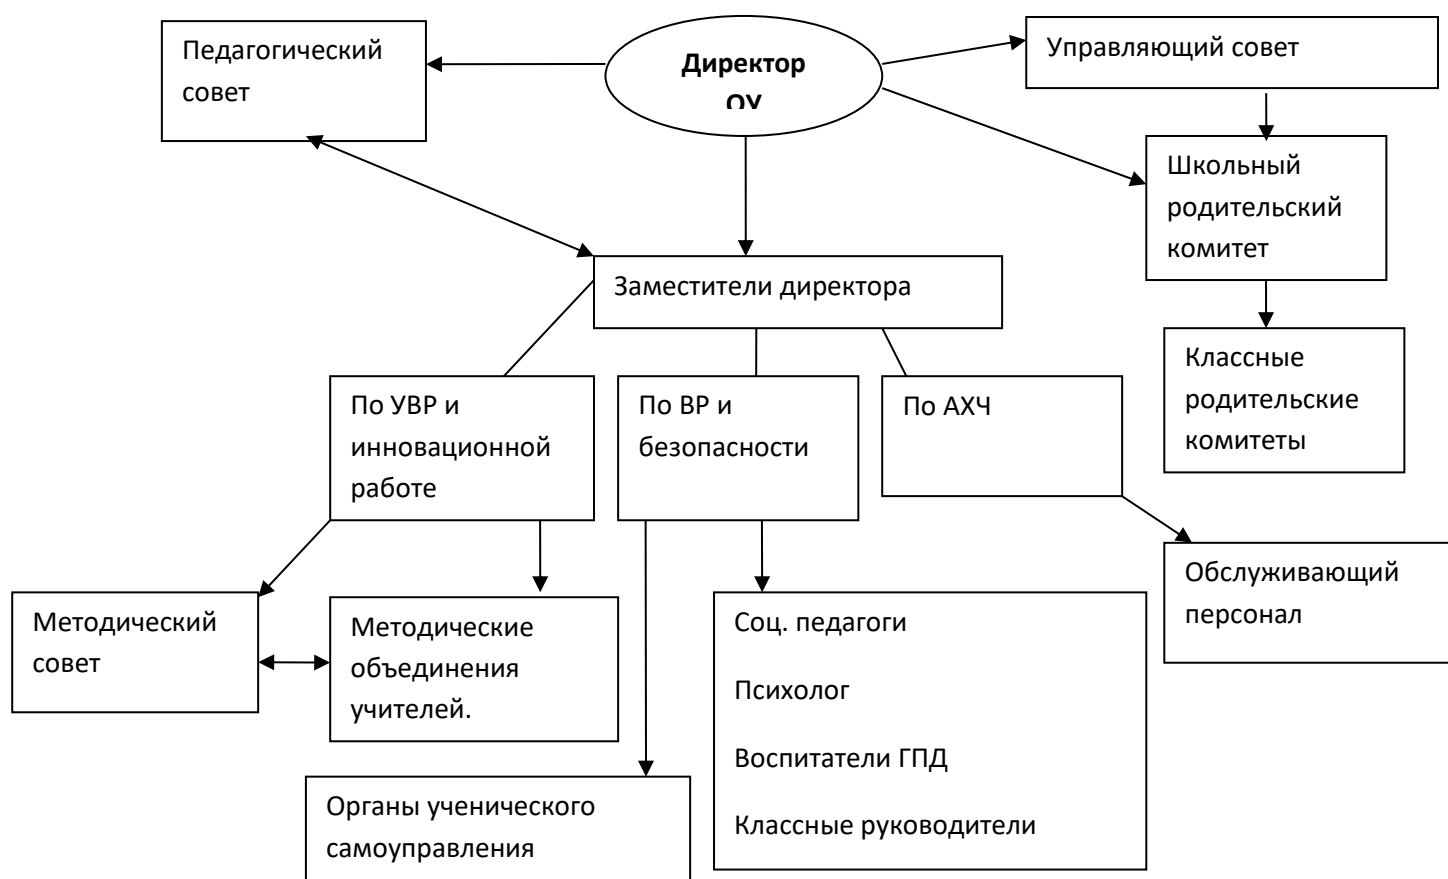 Педагогический
совет
Директор
ОУ
Управляющий совет
Школьный
родительский
комитет
Заместители директора
Классные
родительские
комитеты
По УВР и
инновационной
работе
По ВР и
безопасности
По АХЧ
Обслуживающий
персонал
Методический
совет
Методические
объединения
учителей.
Соц. педагоги
Психолог
Воспитатели ГПД
Классные руководители
Органы ученического
самоуправления